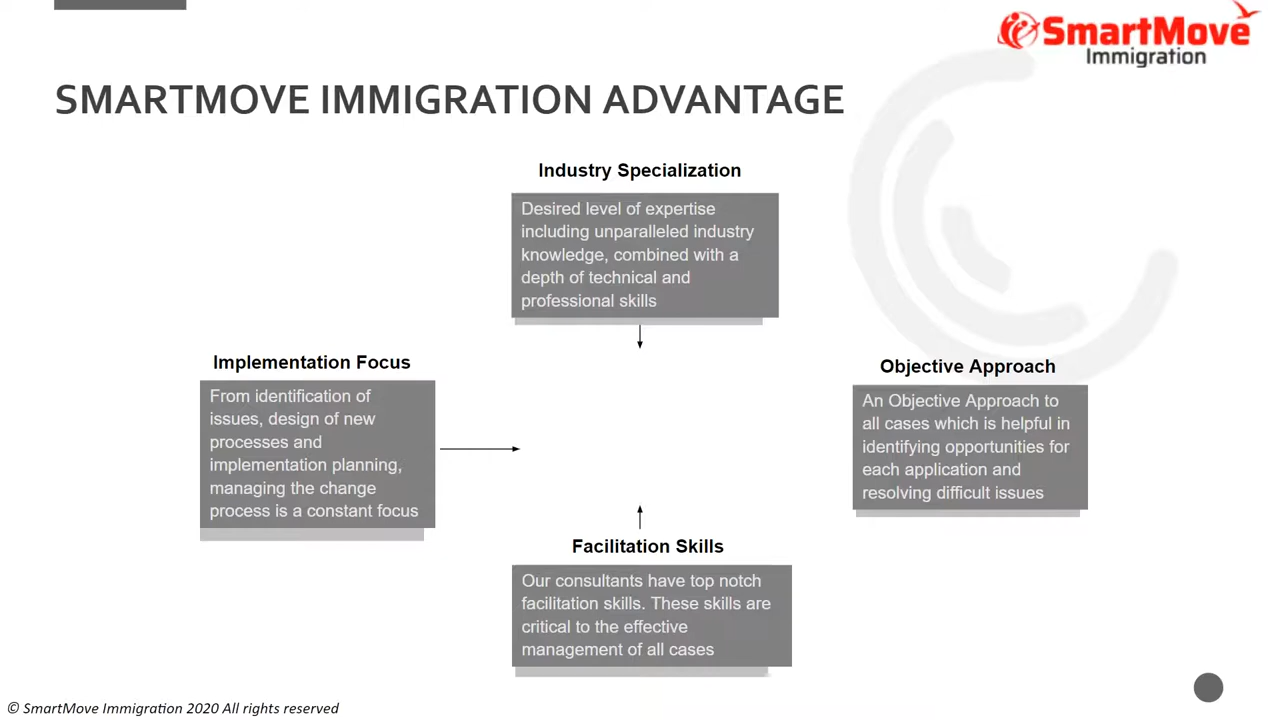 SmartMove
Immigration
SMARTMOVE IMMIGRATION ADVANTAGE
Industry Specialization
Desired level of expertise
including unparalleled industry
knowledge, combined with a
depth of technical and
professional skills
Implementation Focus
From identification of
issues, design of new
processes and
implementation planning,
managing the change
process is a constant focus
Objective Approach
An Objective Approach to
all cases which is helpful in
identifying opportunities for
each application and
resolving difficult issues
Facilitation Skills
Our consultants have top notch
facilitation skills. These skills are
critical to the effective
management of all cases
© SmartMove Immigration 2020 All rights reserved